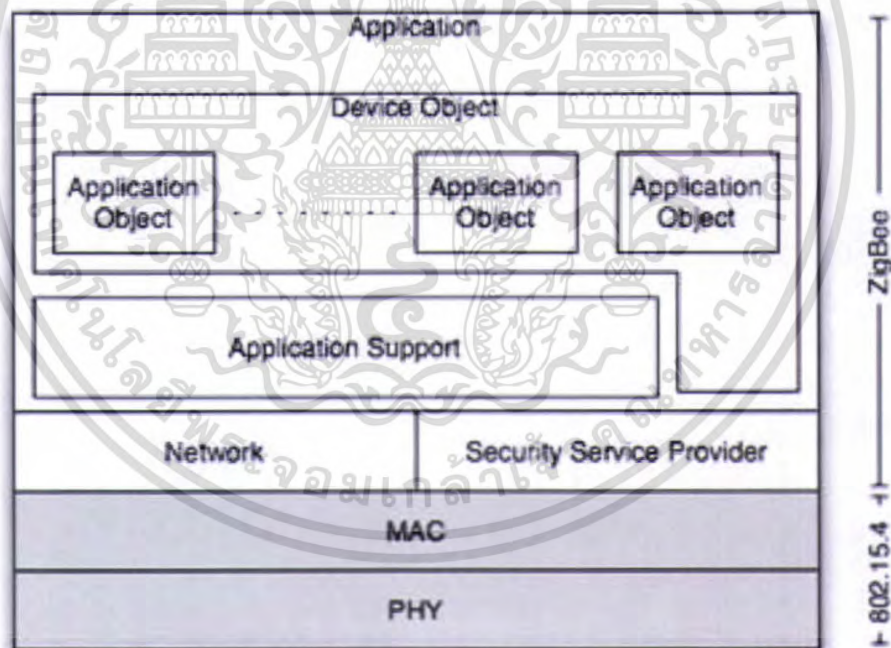 Application
Device Object
Application Object
Application Object
Application Object
Application Support
Network
Security Service Provider
MAC
PHY
ZigBee
802.15.4